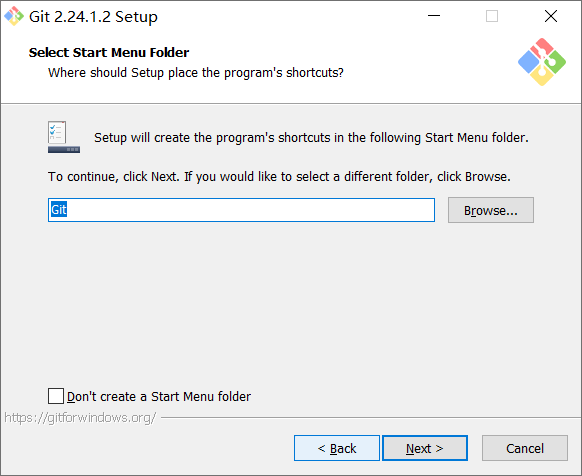 Git 2.24.1.2 Setup
Select Start Menu Folder
Where should Setup place the program's shortcuts?
Setup will create the program's shortcuts in the following Start Menu folder.
To continue, click Next. If you would like to select a different folder, click Browse.
Git
Browse...
Don't create a Start Menu folder
https://gitforwindows.org/
< Back
Next >
Cancel